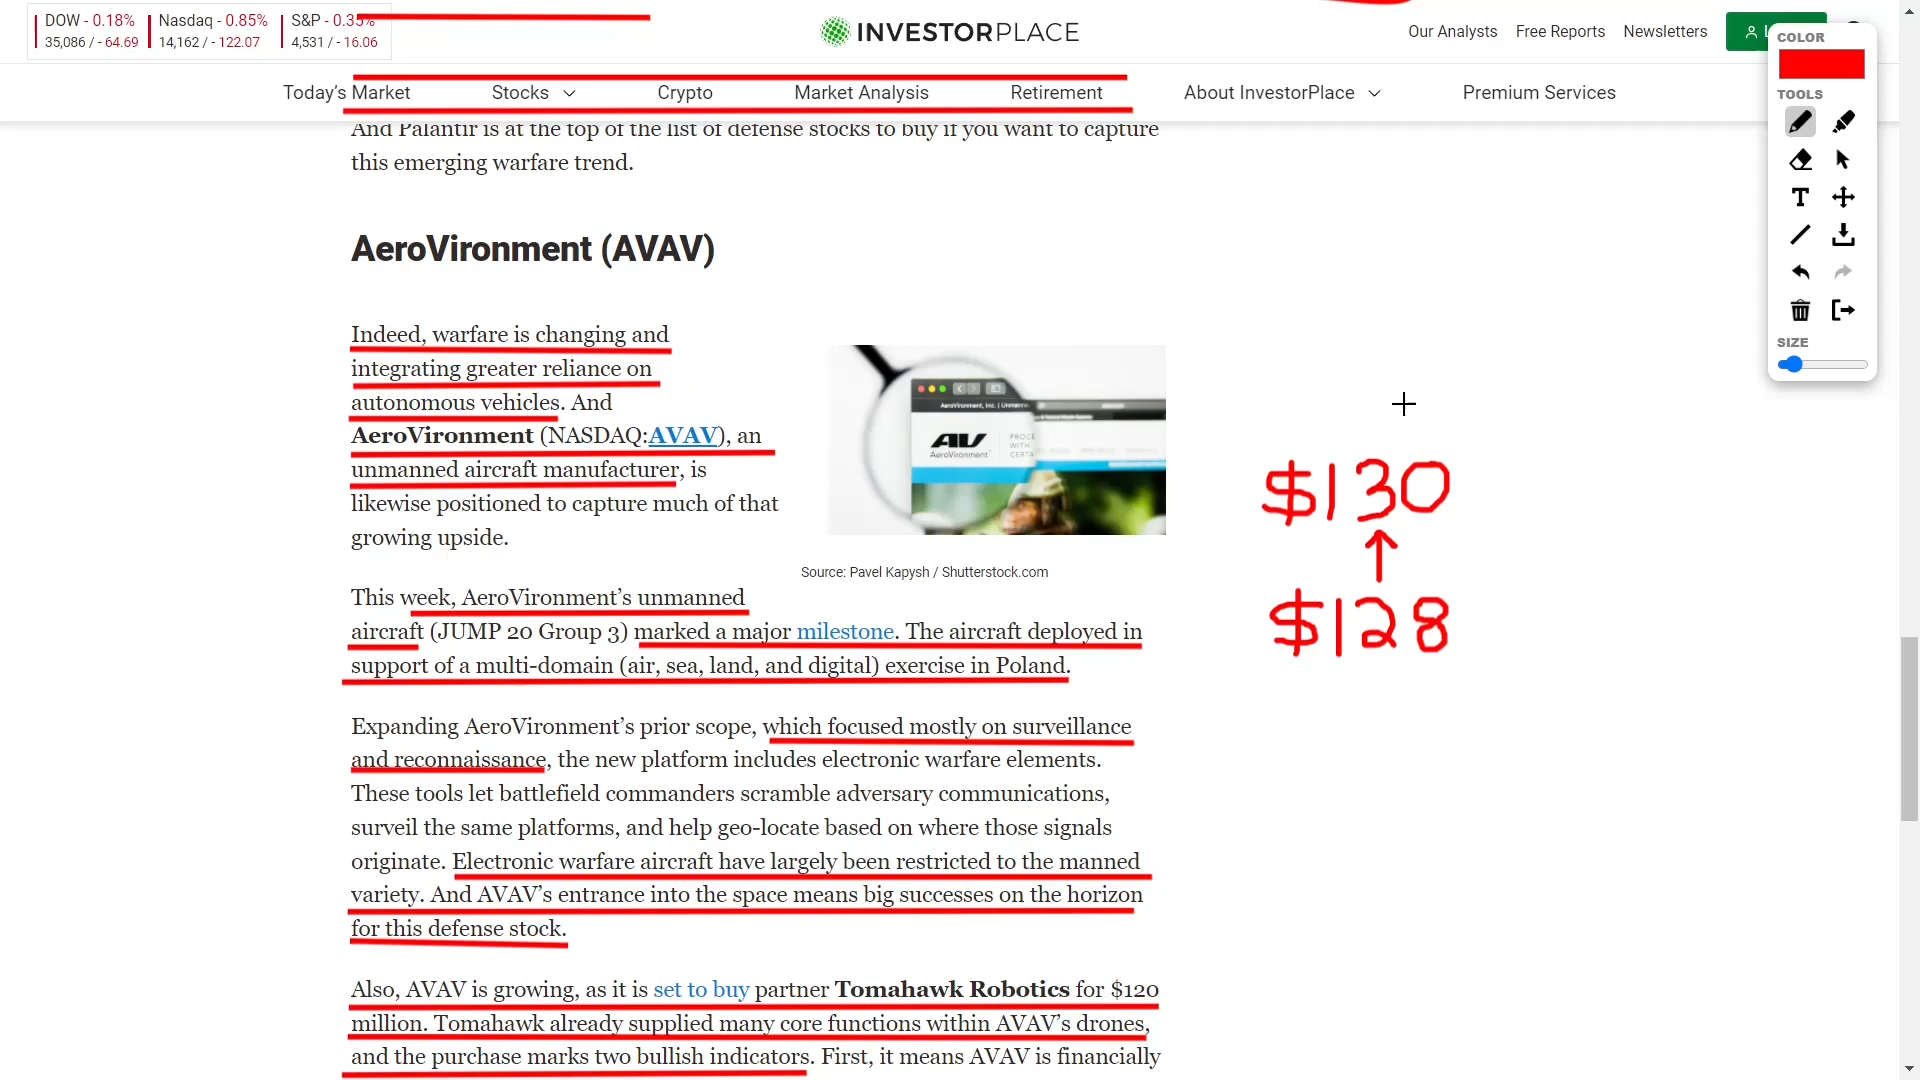 DOW - 0.18% Nasdaq - 0.85% S&P - 0.35%
35,086 / - 64.69 14,162 / - 122.07 4,531 / - 16.06
INVESTORPLACE
Our Analysts Free Reports Newsletters
Today's Market Stocks Crypto Market Analysis Retirement About InvestorPlace Premium Services
And Palantir is at the top of the list of defense stocks to buy if you want to capture
this emerging warfare trend.
AeroVironment (AVAV)
Indeed, warfare is changing and
integrating greater reliance on
autonomous vehicles. And
AeroVironment (NASDAQ:AVAV), an
unmanned aircraft manufacturer, is
likewise positioned to capture much of that
growing upside.
AeroVironment, Inc. | Unmann
AV
AeroVironment
PROCE
WITH
CERTA
Source: Pavel Kapysh / Shutterstock.com
This week, AeroVironment's unmanned
aircraft (JUMP 20 Group 3) marked a major milestone. The aircraft deployed in
support of a multi-domain (air, sea, land, and digital) exercise in Poland.
Expanding AeroVironment's prior scope, which focused mostly on surveillance
and reconnaissance, the new platform includes electronic warfare elements.
These tools let battlefield commanders scramble adversary communications,
surveil the same platforms, and help geo-locate based on where those signals
originate. Electronic warfare aircraft have largely been restricted to the manned
variety. And AVAV's entrance into the space means big successes on the horizon
for this defense stock.
Also, AVAV is growing, as it is set to buy partner Tomahawk Robotics for $120
million. Tomahawk already supplied many core functions within AVAV's drones,
and the purchase marks two bullish indicators. First, it means AVAV is financially
$130
$128
COLOR
TOOLS
T
SIZE